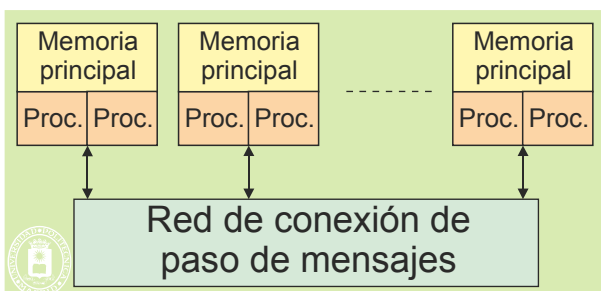 Memoria
principal
Proc. Proc.
Memoria
principal
Proc. Proc.
Memoria
principal
Proc. Proc.
Red de conexión de
paso de mensajes